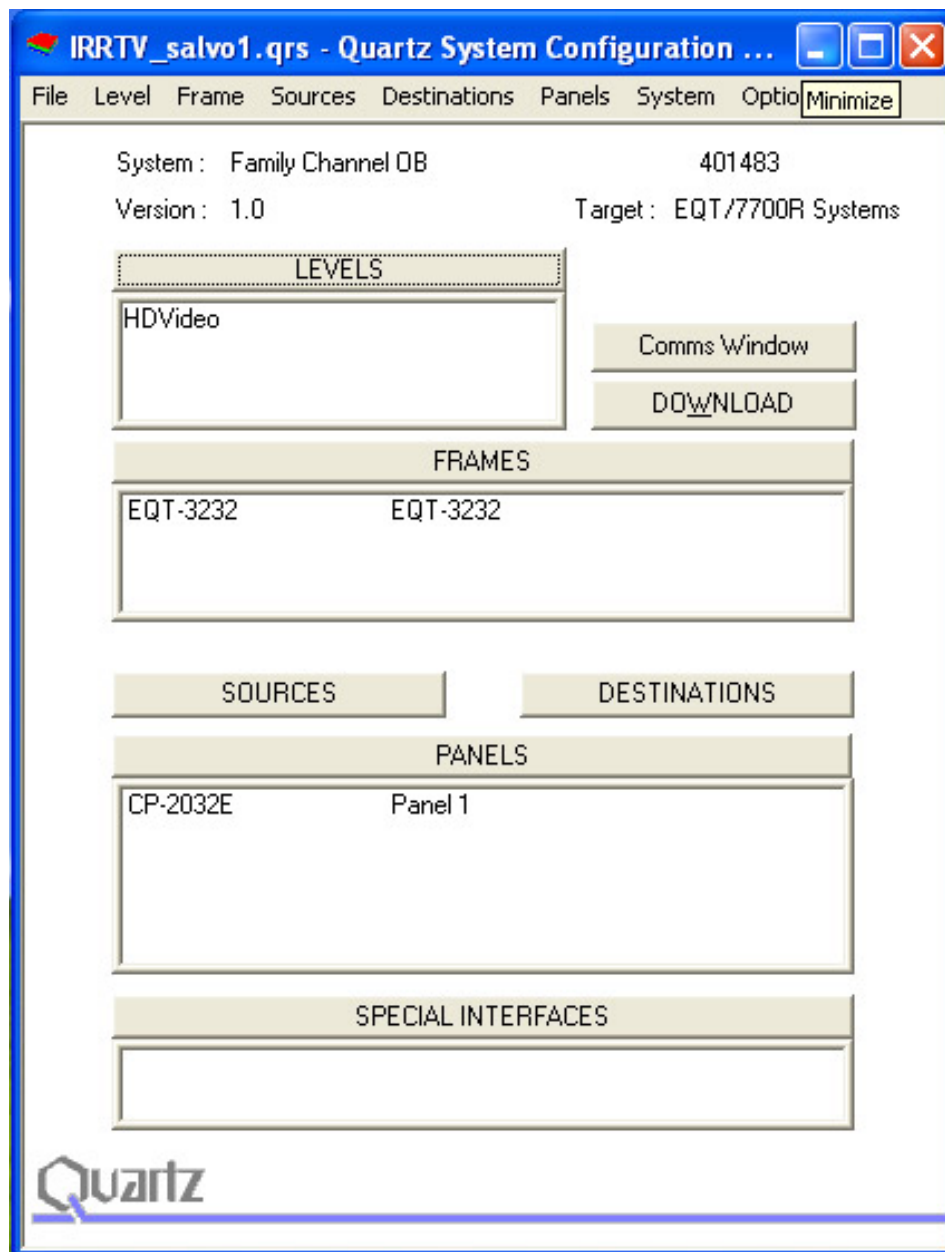 IRRTV_salvo1.qrs - Quartz System Configuration ...
File Level Frame Sources Destinations Panels System Optio
Minimize
System : Family Channel OB 401483
Version : 1.0 Target : EQT/7700R Systems
LEVELS
HDVideo
Comms Window
DOWNLOAD
FRAMES
EQT-3232 EQT-3232
SOURCES DESTINATIONS
PANELS
CP-2032E Panel 1
SPECIAL INTERFACES
Quartz